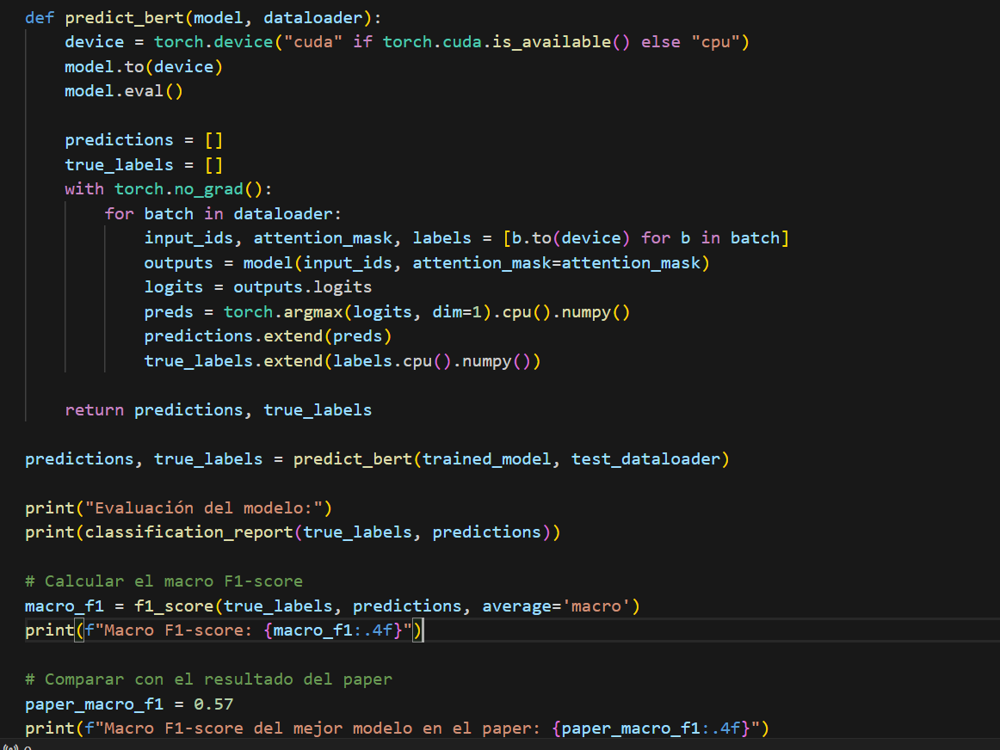 def predict_bert(model, dataloader):
    device = torch.device("cuda" if torch.cuda.is_available() else "cpu")
    model.to(device)
    model.eval()

    predictions = []
    true_labels = []
    with torch.no_grad():
        for batch in dataloader:
            input_ids, attention_mask, labels = [b.to(device) for b in batch]
            outputs = model(input_ids, attention_mask=attention_mask)
            logits = outputs.logits
            preds = torch.argmax(logits, dim=1).cpu().numpy()
            predictions.extend(preds)
            true_labels.extend(labels.cpu().numpy())

    return predictions, true_labels

predictions, true_labels = predict_bert(trained_model, test_dataloader)

print("Evaluación del modelo:")
print(classification_report(true_labels, predictions))

# Calcular el macro F1-score
macro_f1 = f1_score(true_labels, predictions, average='macro')
print(f"Macro F1-score: {macro_f1:.4f}")

# Comparar con el resultado del paper
paper_macro_f1 = 0.57
print(f"Macro F1-score del mejor modelo en el paper: {paper_macro_f1:.4f}")